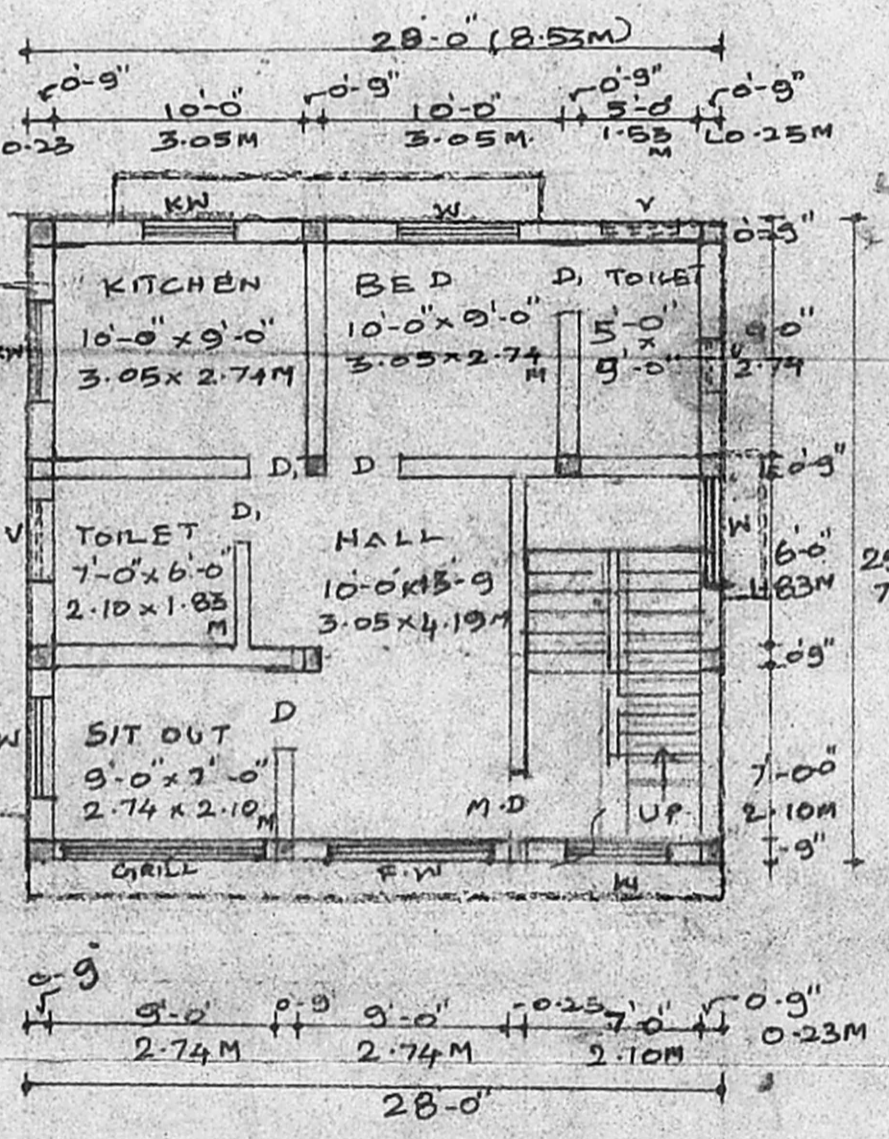 28'-0" (8.53M)
0'-9"
0'-9"
0'-9"
0'-9"
10'-0"
10'-0"
5'-0"
0.23
3.05M
3.05M.
1.53
M
0.25M
KW
W
V
0'-9"
KITCHEN
BED
D, TOILET
10'-0" x 9'-0"
10'-0" x 9'-0"
5'-0"
x
9'-0"
3.05 x 2.74M
3.05 x 2.74
M
9'-0"
2.74
V
D,
D
0'-9"
V
TOILET
D,
HALL
W
7'-0" x 6'-0"
10'-0" x 13'-9
6'-0"
2.10 x 1.83
M
3.05 x 4.19M
1.83M
0'9"
W
SIT OUT
D
9'-0" x 7'-0"
7'-0"
2.74 x 2.10
M
M.D
UP.
2.10M
-9"
GRILL
F.W
W
0-9"
9'-0"
0-9"
9'-0"
-0.25
7'-0"
0.9"
2.74M
2.74M
2.10M
0.23M
28-0"